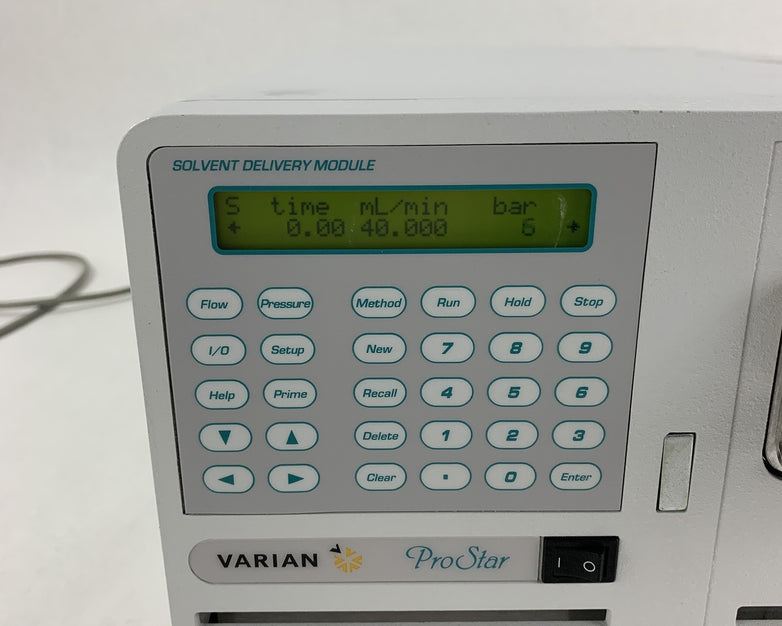 SOLVENT DELIVERY MODULE
S time mL/min bar
0.00 40.000 6
Flow Pressure Method Run Hold Stop
I/O Setup New 7 8 9
Help Prime Recall 4 5 6
Delete 1 2 3
Clear . 0 Enter
VARIAN ProStar I O